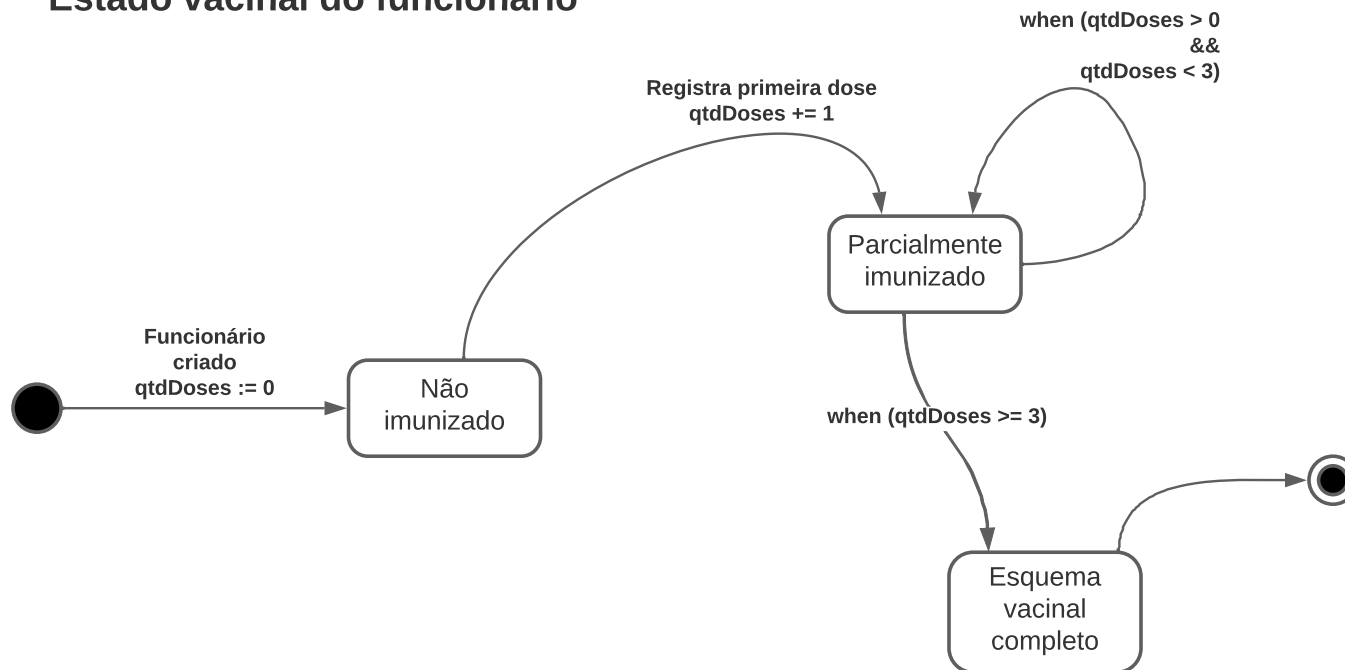 Estado vacinal do funcionário
when (qtdDoses > 0
&&
qtdDoses < 3)
Registra primeira dose
qtdDoses += 1
Parcialmente
imunizado
Funcionário
criado
qtdDoses := 0
Não
imunizado
when (qtdDoses >= 3)
Esquema
vacinal
completo